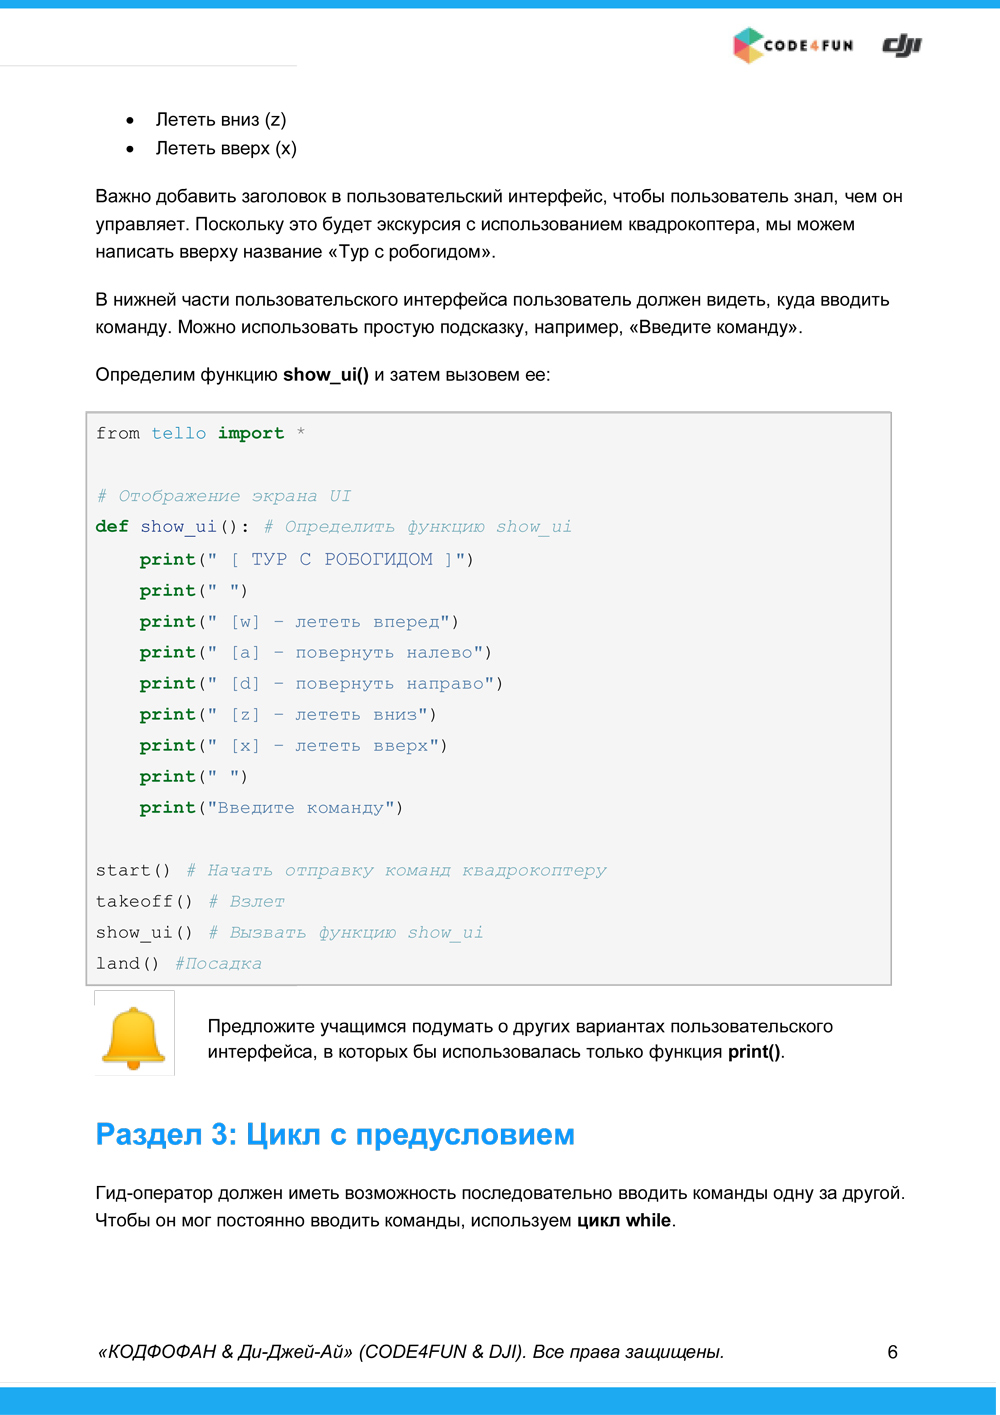 CODE4FUN dji
• Лететь вниз (z)
• Лететь вверх (x)
Важно добавить заголовок в пользовательский интерфейс, чтобы пользователь знал, чем он
управляет. Поскольку это будет экскурсия с использованием квадрокоптера, мы можем
написать вверху название «Тур с робогидом».
В нижней части пользовательского интерфейса пользователь должен видеть, куда вводить
команду. Можно использовать простую подсказку, например, «Введите команду».
Определим функцию show_ui() и затем вызовем ее:
from tello import *
# Отображение экрана UI
def show_ui(): # Определить функцию show_ui
    print(" [ ТУР С РОБОГИДОМ ]")
    print(" ")
    print(" [w] – лететь вперед")
    print(" [a] – повернуть налево")
    print(" [d] – повернуть направо")
    print(" [z] – лететь вниз")
    print(" [x] – лететь вверх")
    print(" ")
    print("Введите команду")
start() # Начать отправку команд квадрокоптеру
takeoff() # Взлет
show_ui() # Вызвать функцию show_ui
land() #Посадка
Предложите учащимся подумать о других вариантах пользовательского
интерфейса, в которых бы использовалась только функция print().
Раздел 3: Цикл с предусловием
Гид-оператор должен иметь возможность последовательно вводить команды одну за другой.
Чтобы он мог постоянно вводить команды, используем цикл while.
«КОДФОФАН & Ди-Джей-Ай» (CODE4FUN & DJI). Все права защищены. 6